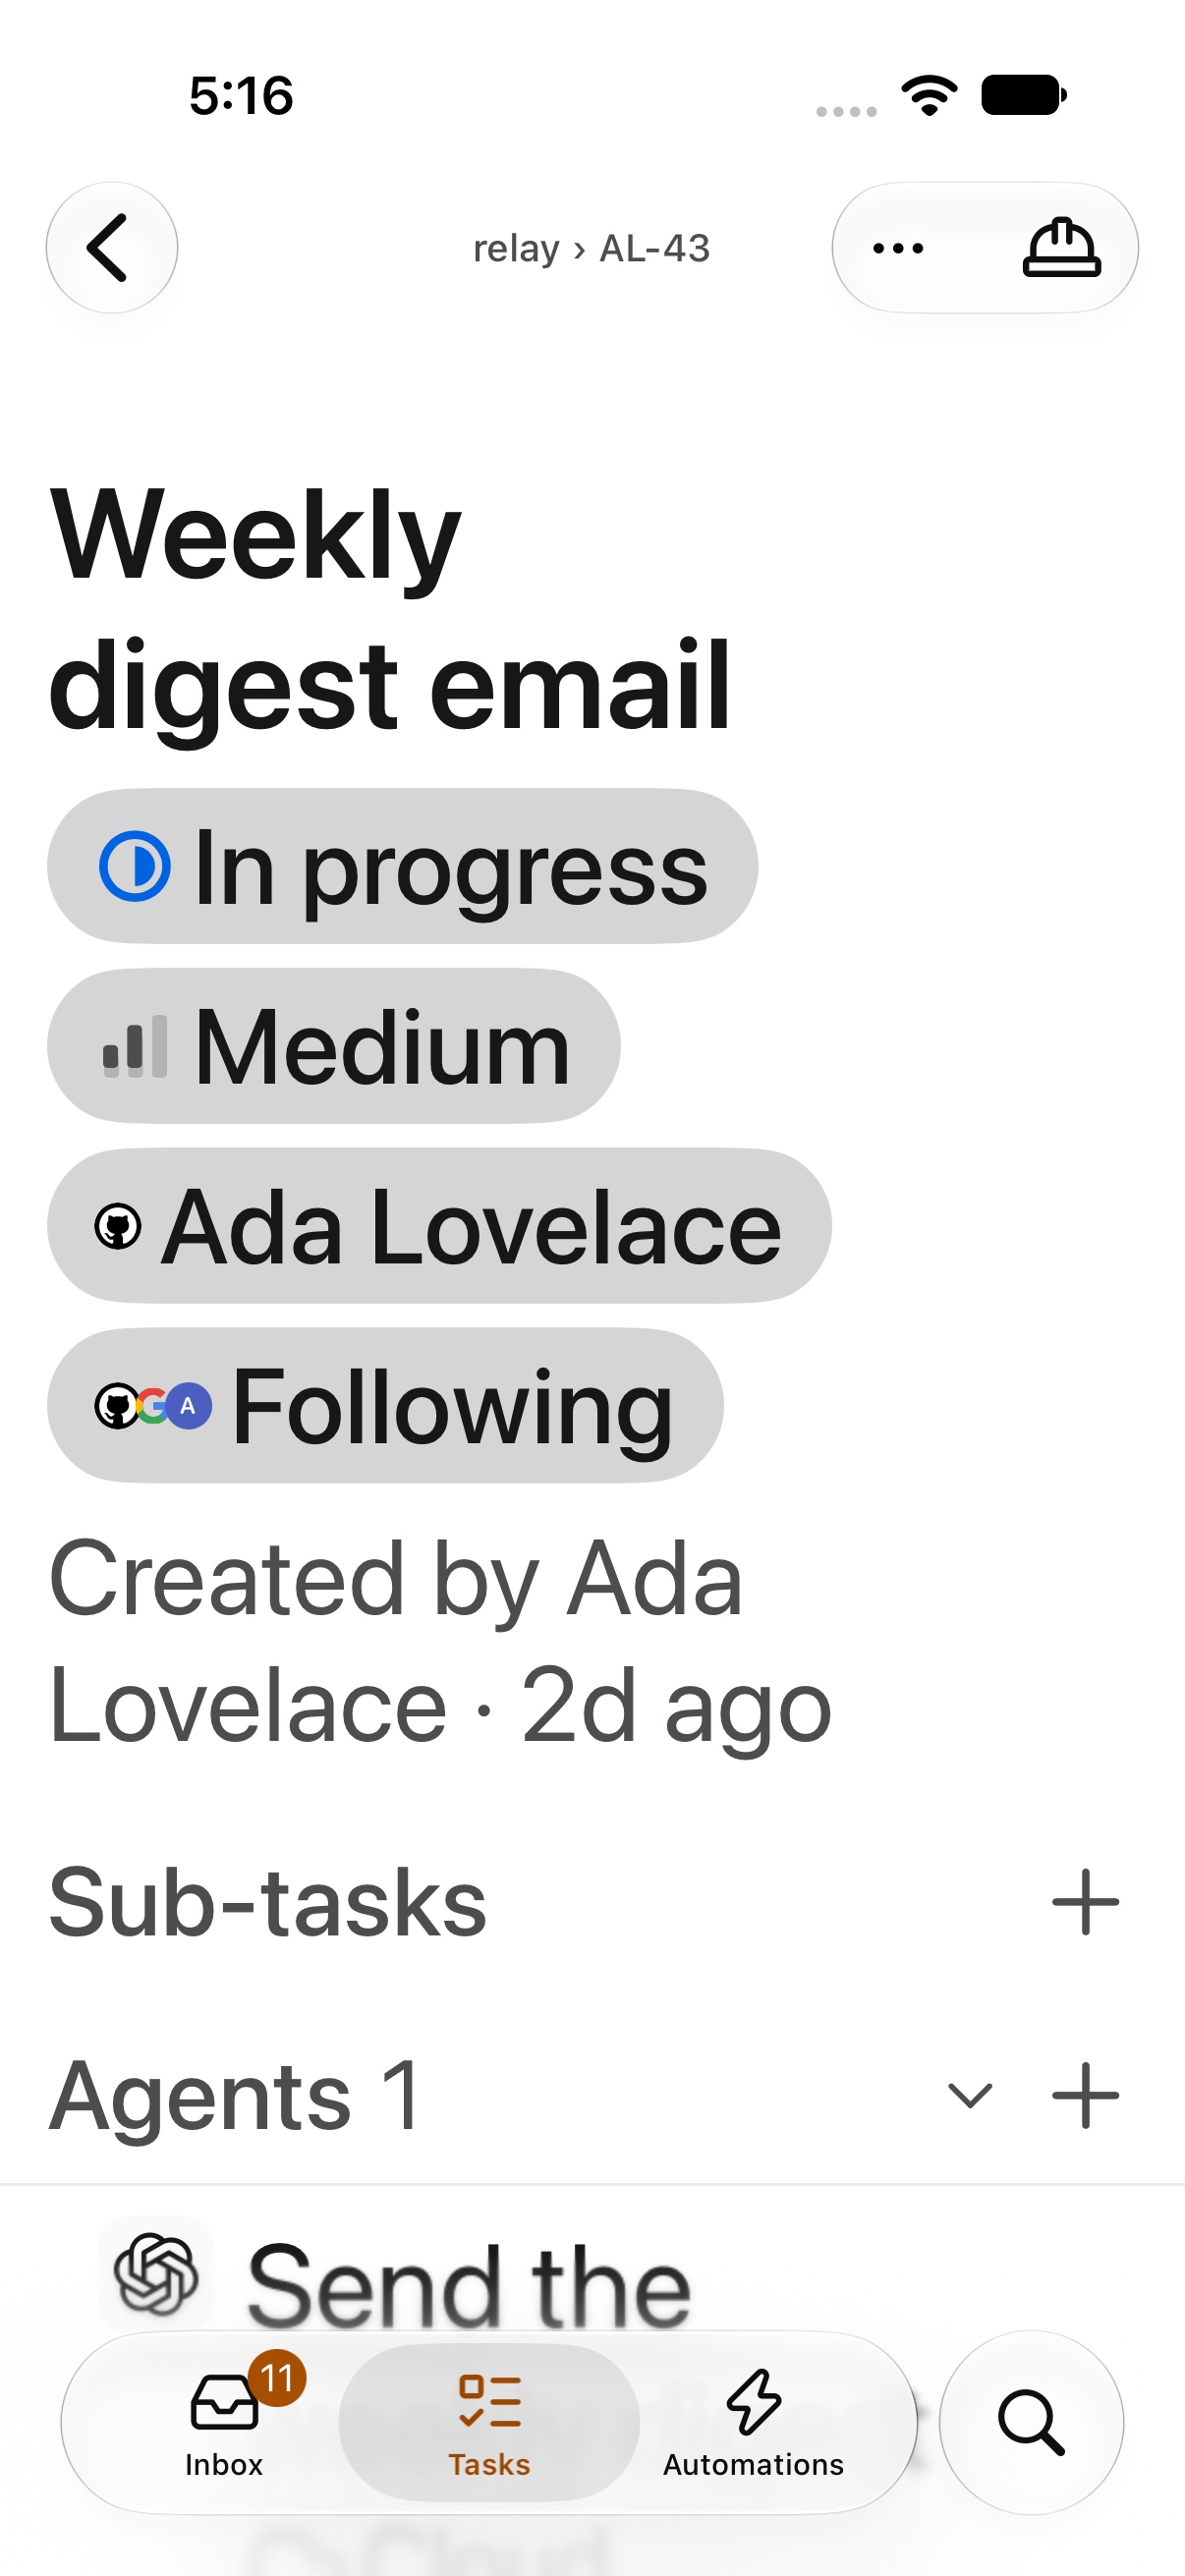 5:16
relay › AL-43
Weekly
digest email
In progress
Medium
Ada Lovelace
A Following
Created by Ada
Lovelace · 2d ago
Sub-tasks
Agents 1
Send the
11
Inbox
Tasks
Automations
Cloud